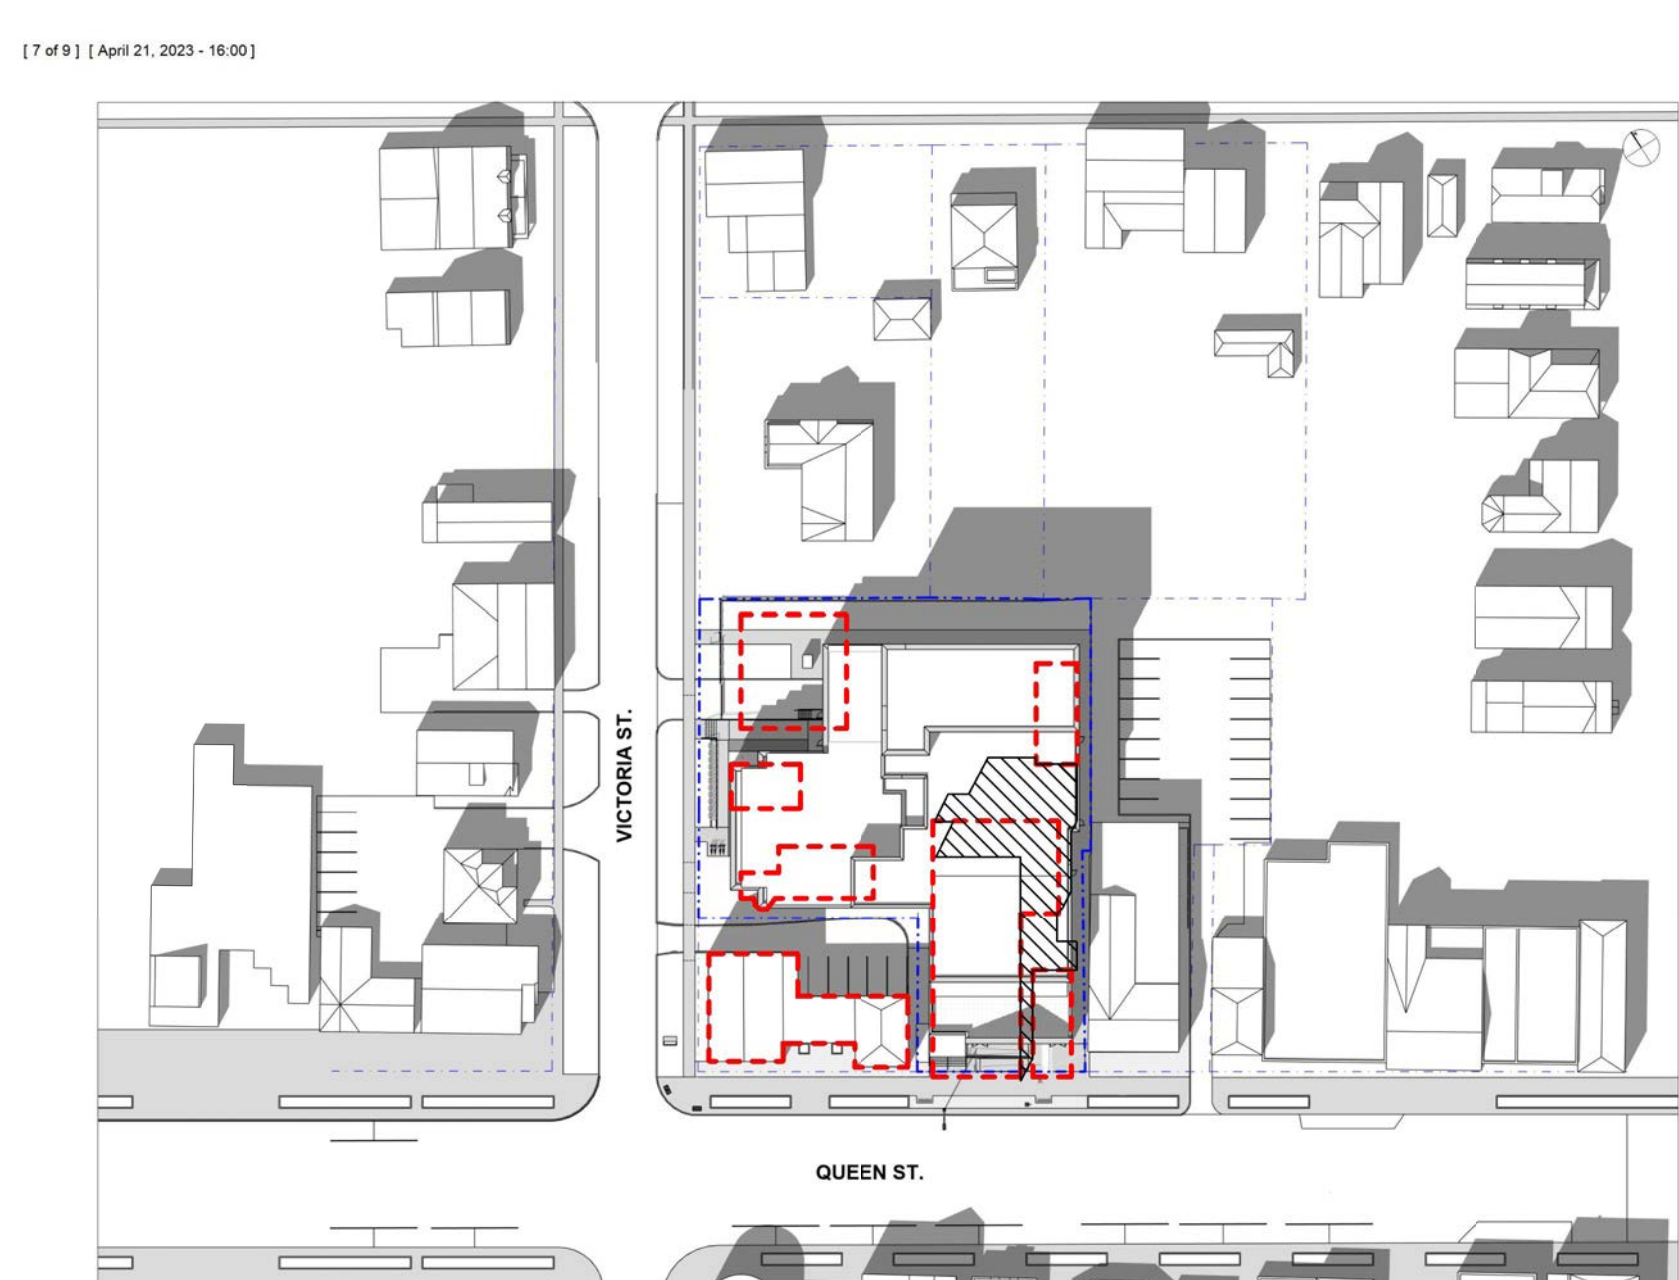 [ 7 of 9 ] [ April 21, 2023 - 16:00 ]
VICTORIA ST.
QUEEN ST.